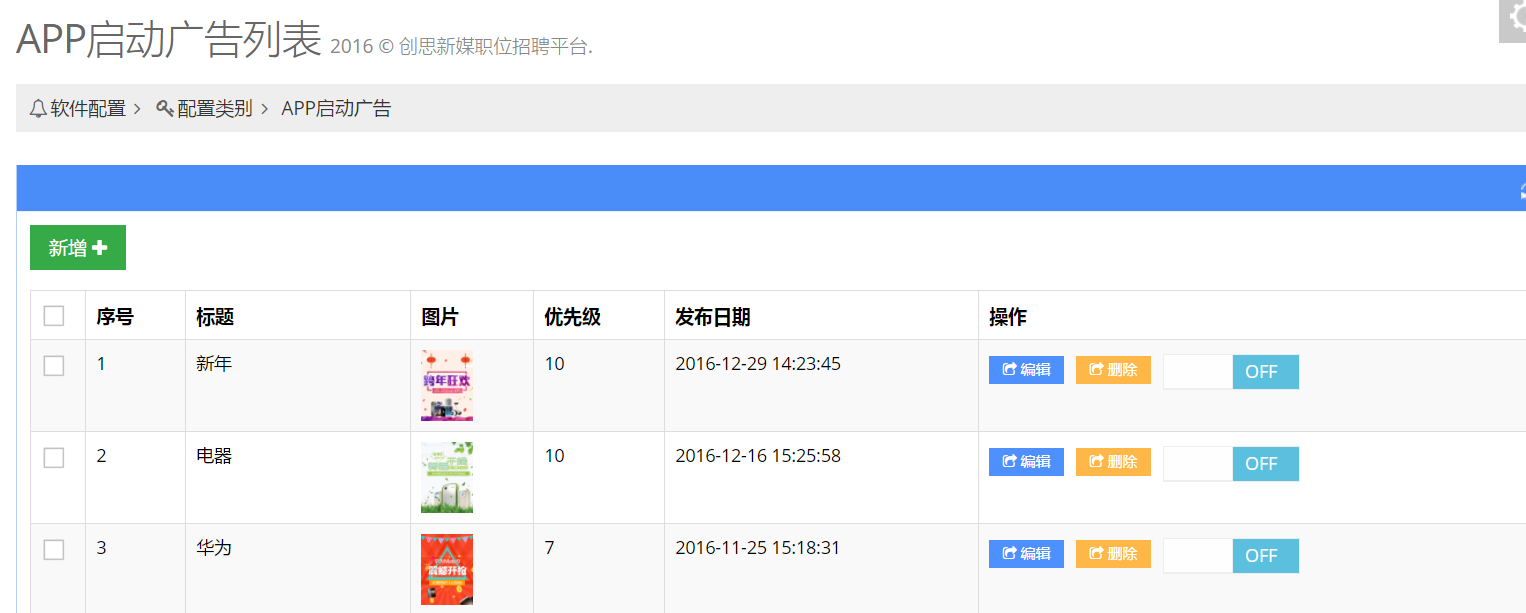 APP启动广告列表 2016 © 创思新媒职位招聘平台.
软件配置 > 配置类别 > APP启动广告
新增
序号 标题 图片 优先级 发布日期 操作
1 新年 跨年狂欢 10 2016-12-29 14:23:45 编辑 删除 OFF
2 电器 10 2016-12-16 15:25:58 编辑 删除 OFF
3 华为 7 2016-11-25 15:18:31 编辑 删除 OFF